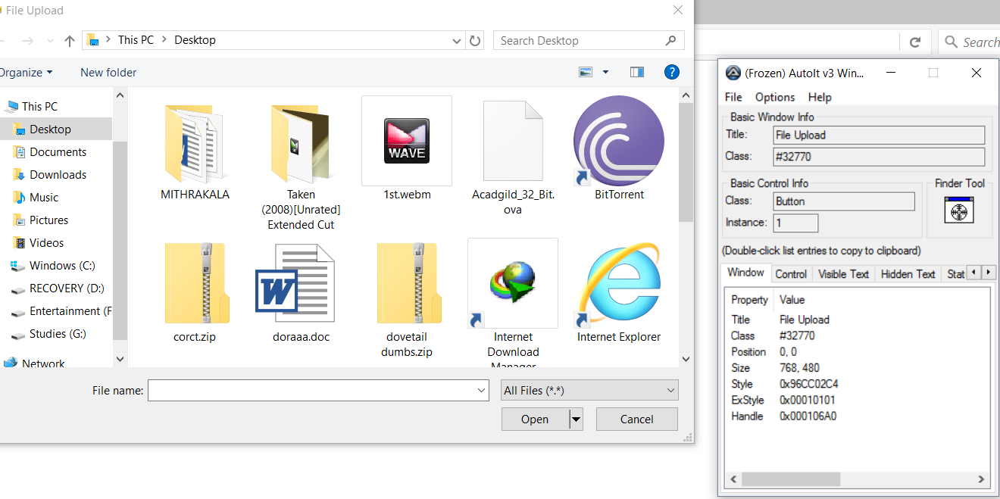 File Upload
This PC
Desktop
Search Desktop
Search
Organize
New folder
?
This PC
Desktop
Documents
Downloads
Music
Pictures
Videos
Windows (C:)
RECOVERY (D:)
Entertainment (F
Studies (G:)
Network
MITHRAKALA
Taken
(2008)[Unrated]
Extended Cut
WAVE
1st.webm
Acadgild_32_Bit.
ova
BitTorrent
corct.zip
W
doraaa.doc
dovetail
dumbs.zip
Internet
Download
Manager
Internet Explorer
File name:
All Files (*.*)
Open
Cancel
(Frozen) AutoIt v3 Win...
File Options Help
Basic Window Info
Title: File Upload
Class: #32770
Basic Control Info
Class: Button
Instance: 1
Finder Tool
(Double-click list entries to copy to clipboard)
Window Control Visible Text Hidden Text Stat
Property Value
Title File Upload
Class #32770
Position 0, 0
Size 768, 480
Style 0x96CC02C4
ExStyle 0x00010101
Handle 0x000106A0